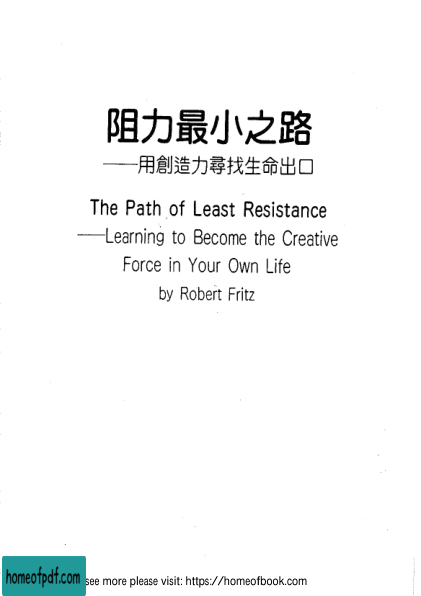 阻力最小之路
——用創造力尋找生命出口
The Path of Least Resistance
——Learning to Become the Creative
Force in Your Own Life
by Robert Fritz
homeofpdf.com
see more please visit: https://homeofbook.com